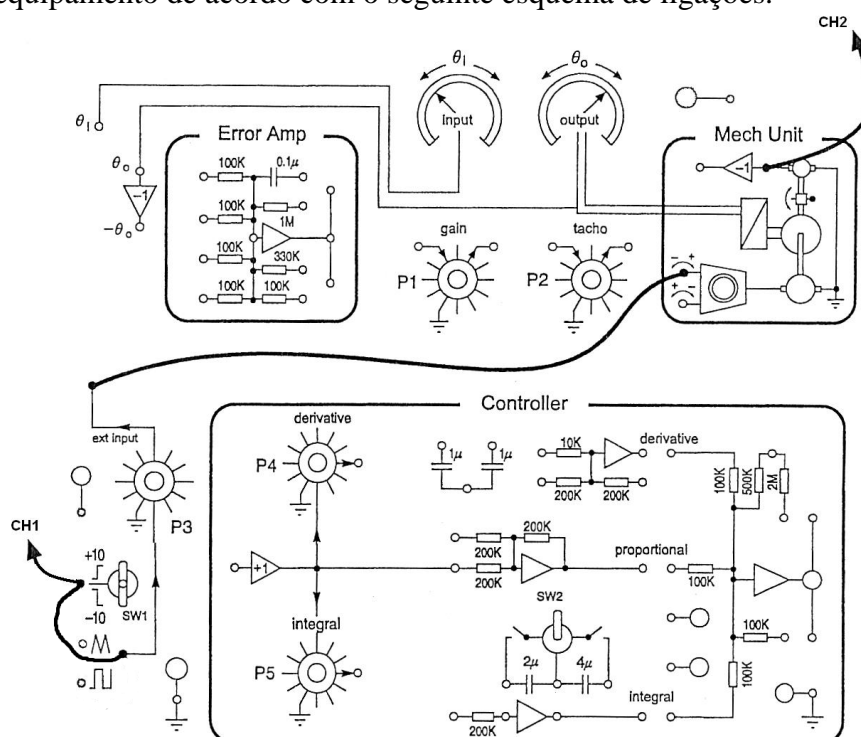 equipamento de acordo com o seguinte esquema de ligações:
CH2
θI
θo
θI
input
output
Error Amp
Mech Unit
θo
100K
0.1μ
−1
−1
−θo
100K
1M
100K
330K
100K
100K
gain
tacho
P1
P2
− +
+ −
Controller
derivative
ext input
P4
1μ
1μ
10K
derivative
200K
200K
100K
500K
2M
P3
CH1
+10
−10
SW1
+1
200K
200K
200K
proportional
100K
SW2
integral
P5
2μ
4μ
100K
100K
integral
200K